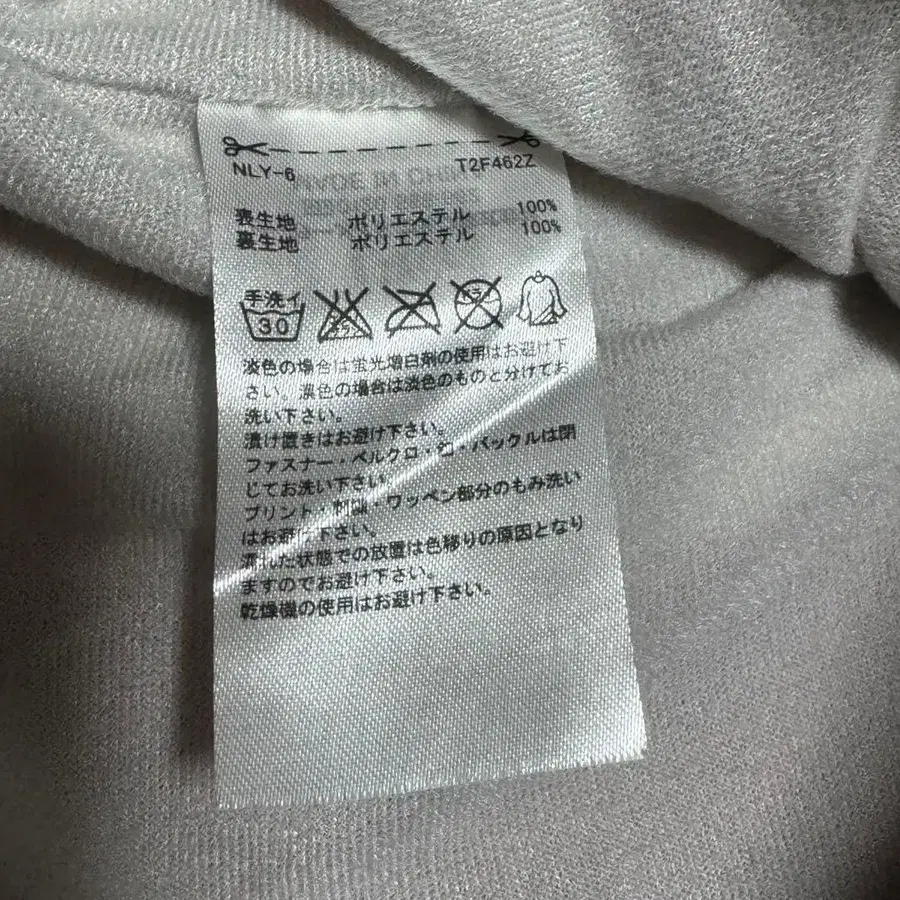 NLY-6 T2F462Z
表生地 ポリエステル 100%
裏生地 ポリエステル 100%
手洗イ
30
淡色の場合は蛍光増白剤の使用はお避け下
さい。濃色の場合は淡色のものと分けてお
洗い下さい。
漬け置きはお避け下さい。
ファスナー・ベルクロ・紐・バックルは閉
じてお洗い下さい。
プリント・刺繍・ワッペン部分のもみ洗い
はお避け下さい。
濡れた状態での放置は色移りの原因となり
ますのでお避け下さい。
乾燥機の使用はお避け下さい。